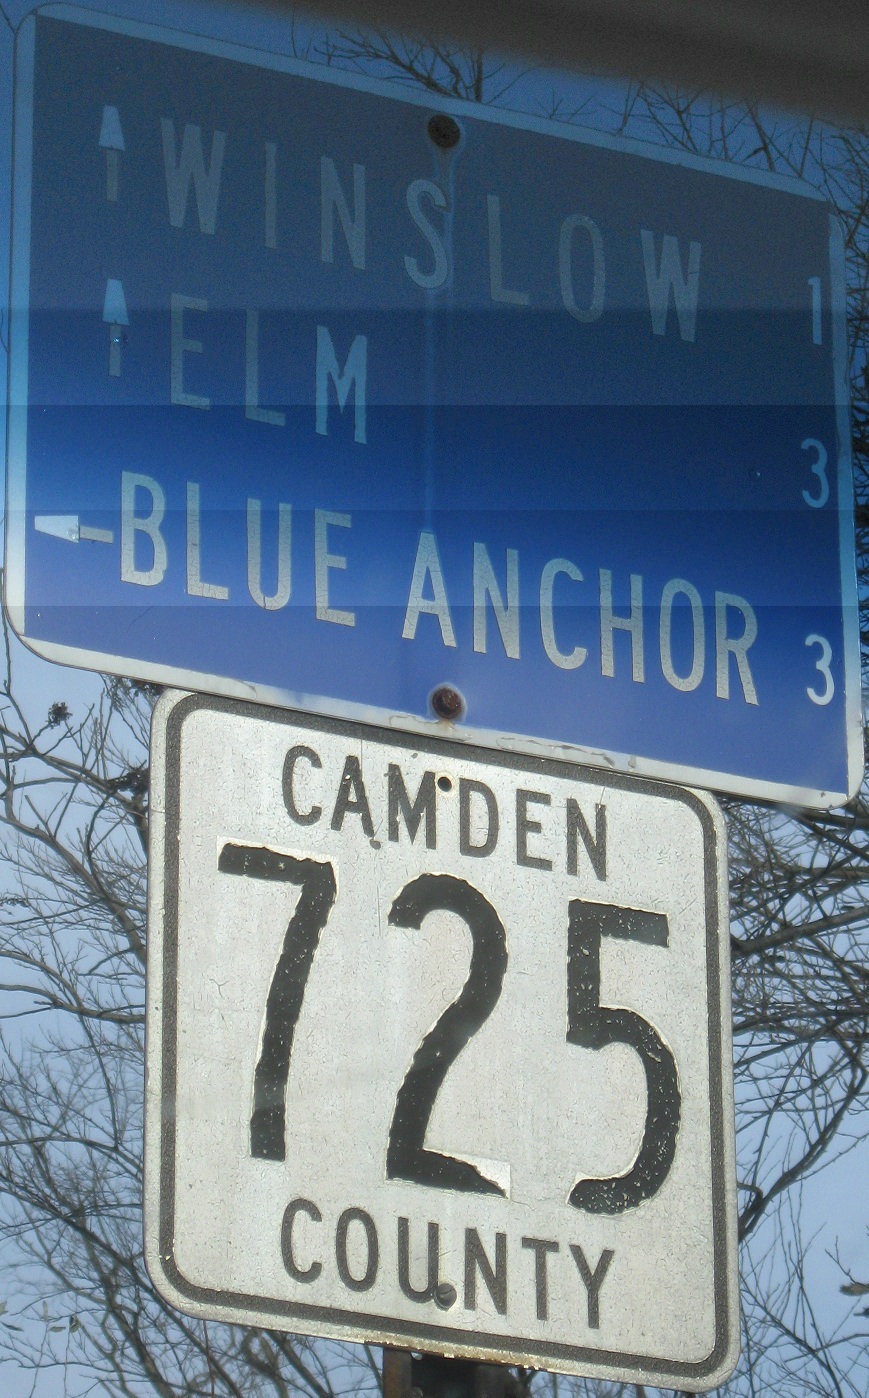 WINSLOW 1
ELM 3
BLUE ANCHOR 3
CAMDEN
725
COUNTY